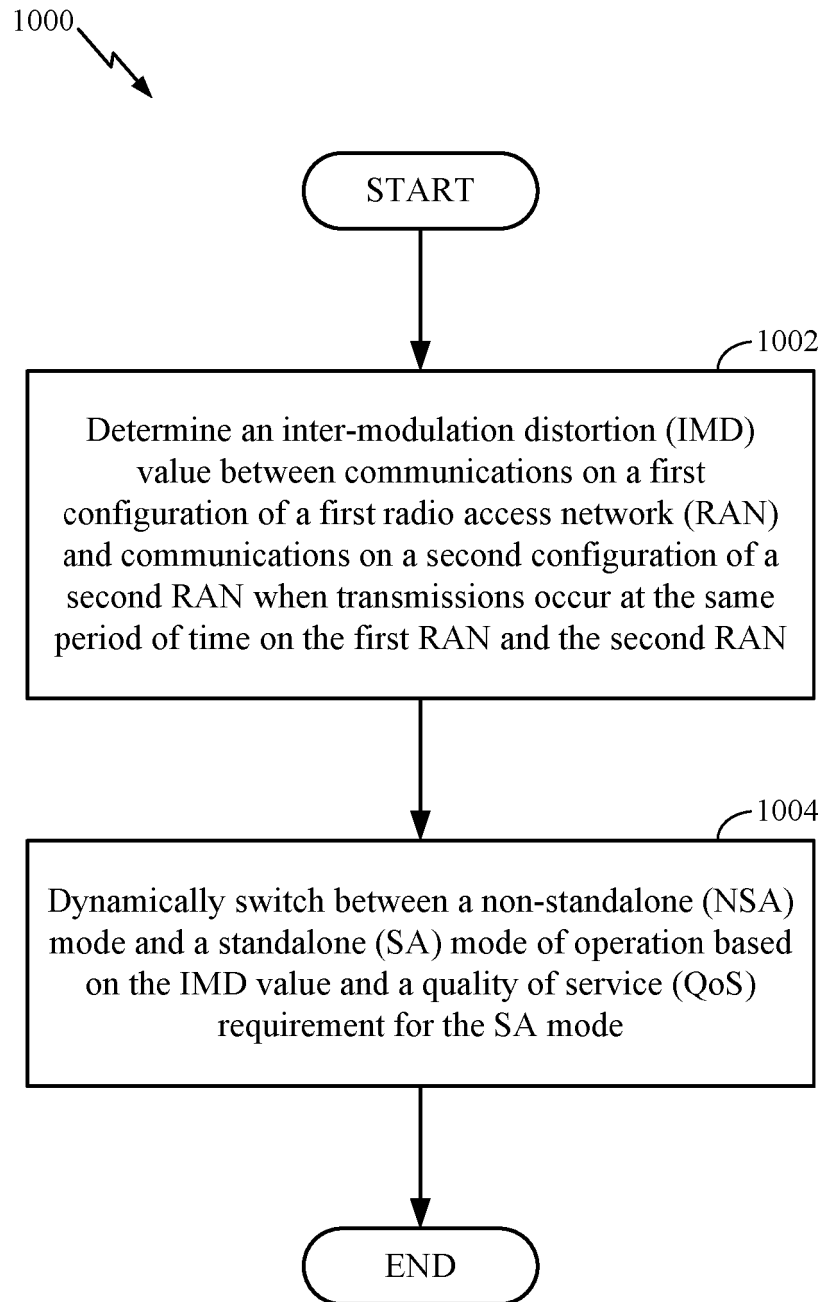 1000
START
1002
Determine an inter-modulation distortion (IMD)
value between communications on a first
configuration of a first radio access network (RAN)
and communications on a second configuration of a
second RAN when transmissions occur at the same
period of time on the first RAN and the second RAN
1004
Dynamically switch between a non-standalone (NSA)
mode and a standalone (SA) mode of operation based
on the IMD value and a quality of service (QoS)
requirement for the SA mode
END